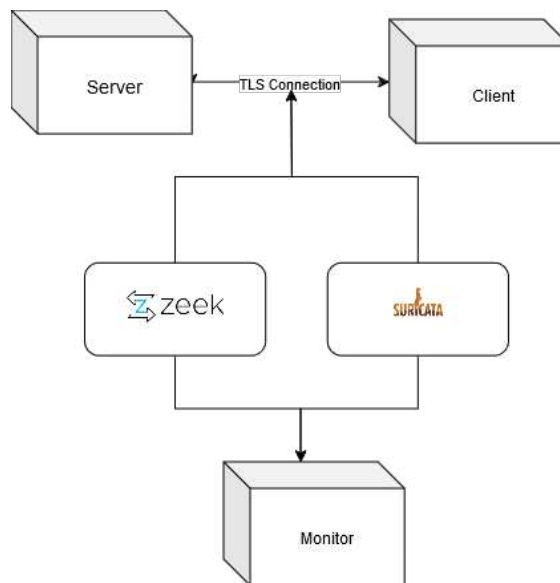 Server
TLS Connection
Client
zeek
SURICATA
Monitor